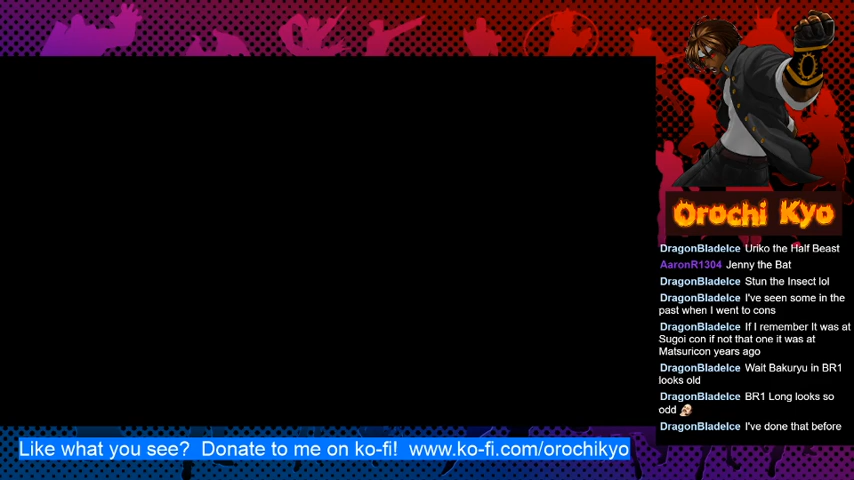 Orochi Kyo
DragonBladeIce Uriko the Half Beast
AaronR1304 Jenny the Bat
DragonBladeIce Stun the Insect lol
DragonBladeIce I've seen some in the
past when I went to cons
DragonBladeIce If I remember It was at
Sugoi con if not that one it was at
Matsuricon years ago
DragonBladeIce Wait Bakuryu in BR1
looks old
DragonBladeIce BR1 Long looks so
odd
DragonBladeIce I've done that before
Like what you see? Donate to me on ko-fi! www.ko-fi.com/orochikyo